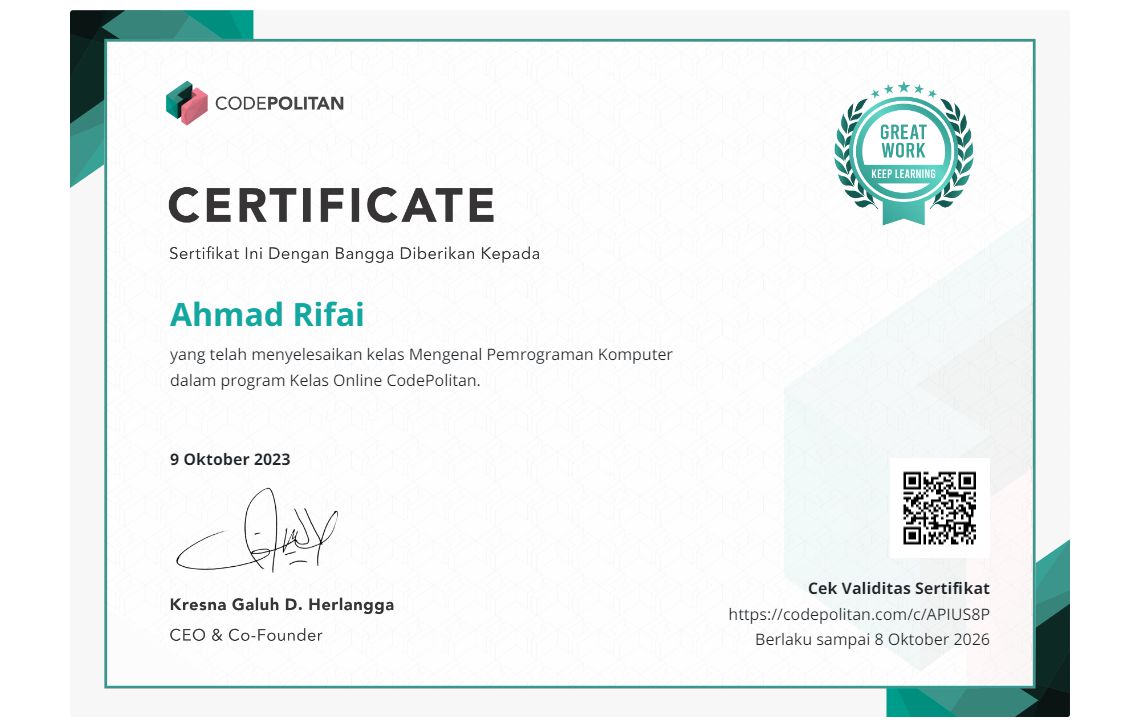 CODEPOLITAN
GREAT
WORK
KEEP LEARNING
CERTIFICATE
Sertifikat Ini Dengan Bangga Diberikan Kepada
Ahmad Rifai
yang telah menyelesaikan kelas Mengenal Pemrograman Komputer
dalam program Kelas Online CodePolitan.
9 Oktober 2023
Kresna Galuh D. Herlangga
CEO & Co-Founder
Cek Validitas Sertifikat
https://codepolitan.com/c/APIUS8P
Berlaku sampai 8 Oktober 2026